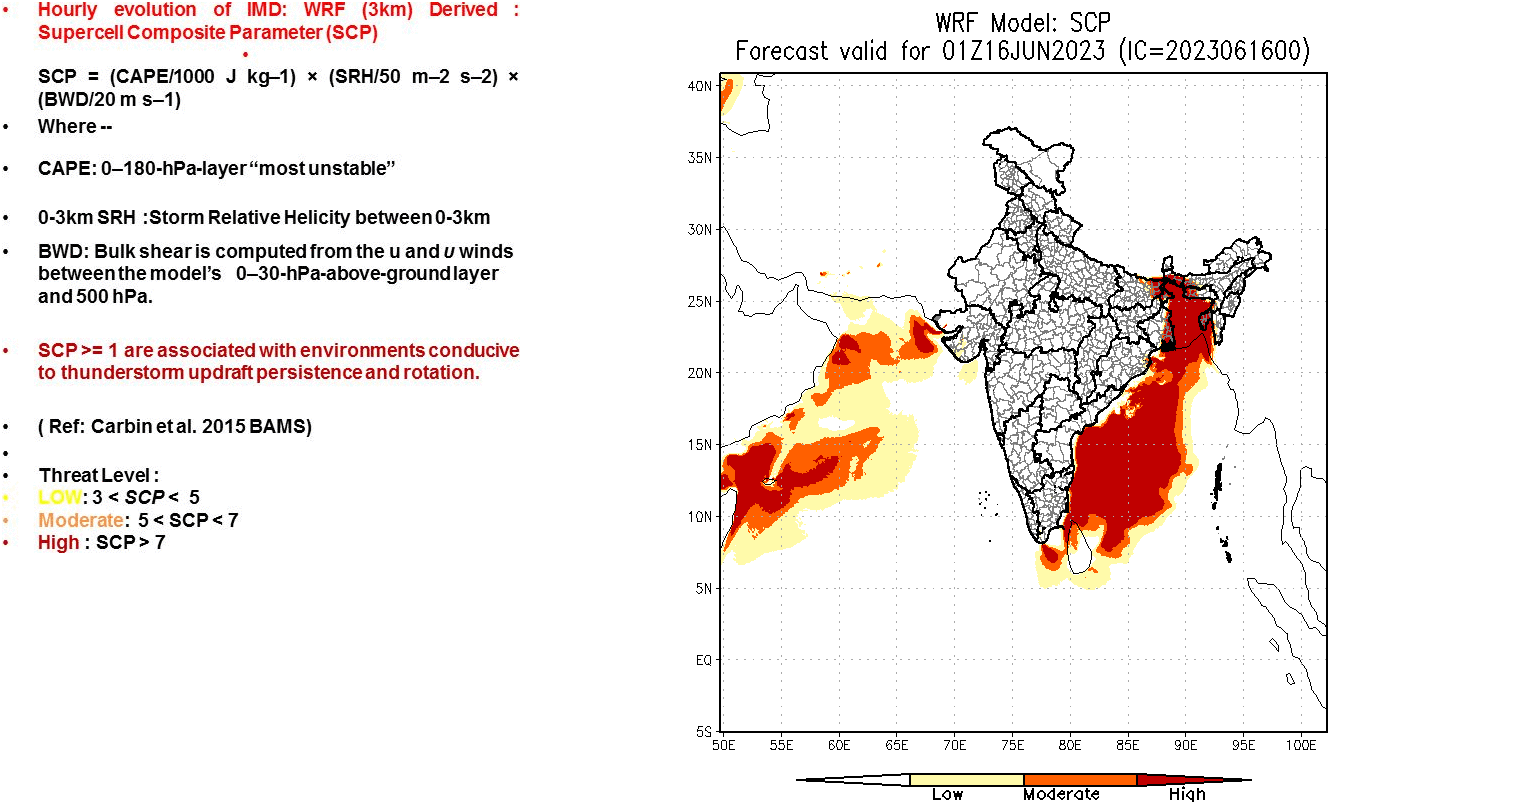 • Hourly evolution of IMD: WRF (3km) Derived :
Supercell Composite Parameter (SCP)
•
SCP = (CAPE/1000 J kg–1) × (SRH/50 m–2 s–2) ×
(BWD/20 m s–1)
• Where --
• CAPE: 0–180-hPa-layer “most unstable”
• 0-3km SRH :Storm Relative Helicity between 0-3km
• BWD: Bulk shear is computed from the u and υ winds
between the model’s 0–30-hPa-above-ground layer
and 500 hPa.
• SCP >= 1 are associated with environments conducive
to thunderstorm updraft persistence and rotation.
• ( Ref: Carbin et al. 2015 BAMS)
•
• Threat Level :
• LOW: 3 < SCP < 5
• Moderate: 5 < SCP < 7
• High : SCP > 7
WRF Model: SCP
Forecast valid for 01Z16JUN2023 (IC=2023061600)
40N
35N
30N
25N
20N
15N
10N
5N
EQ
5S
50E 55E 60E 65E 70E 75E 80E 85E 90E 95E 100E
Low Moderate High